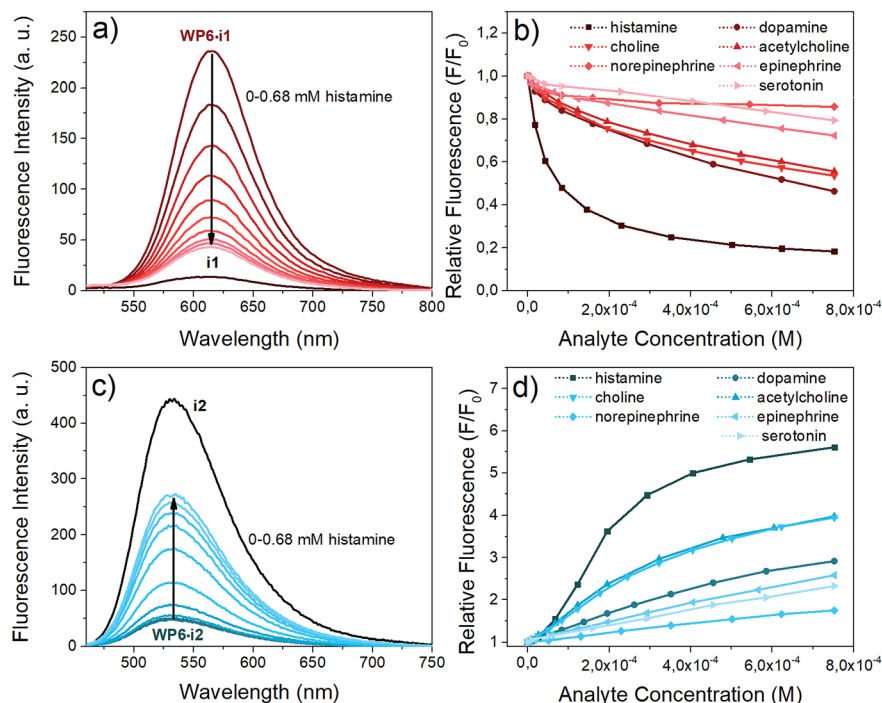 a)
WP6·i1
0-0.68 mM histamine
i1
Fluorescence Intensity (a. u.)
250
200
150
100
50
0
500 550 600 650 700 750 800
Wavelength (nm)
b)
histamine dopamine
choline acetylcholine
norepinephrine epinephrine
serotonin
Relative Fluorescence (F/F0)
1,2
1,0
0,8
0,6
0,4
0,2
0,0
0,0 2,0x10-4 4,0x10-4 6,0x10-4 8,0x10-4
Analyte Concentration (M)
c)
i2
0-0.68 mM histamine
WP6·i2
Fluorescence Intensity (a. u.)
500
400
300
200
100
0
500 550 600 650 700 750
Wavelength (nm)
d)
histamine dopamine
choline acetylcholine
norepinephrine epinephrine
serotonin
Relative Fluorescence (F/F0)
7
6
5
4
3
2
1
0,0 2,0x10-4 4,0x10-4 6,0x10-4 8,0x10-4
Analyte Concentration (M)